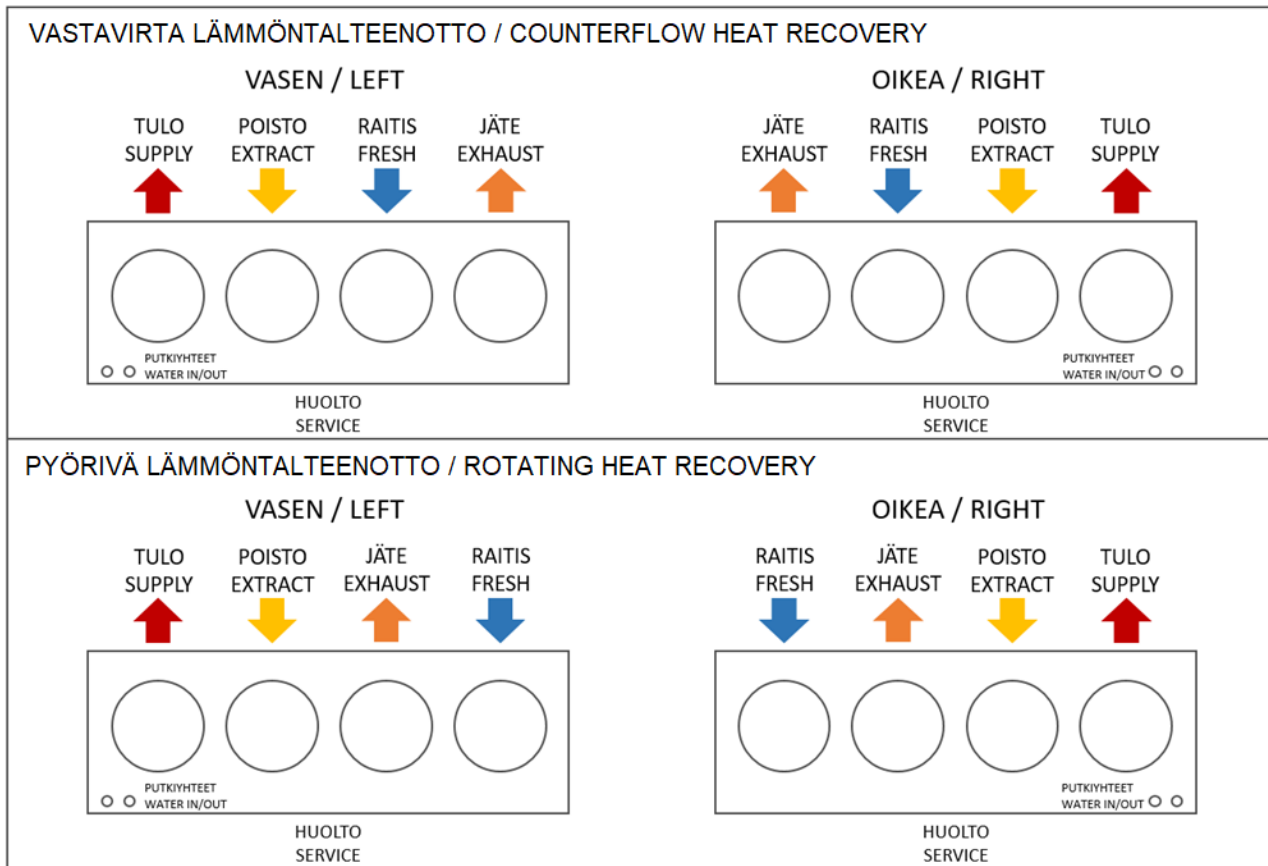 VASTAVIRTA LÄMMÖNTALTEENOTTO / COUNTERFLOW HEAT RECOVERY
VASEN / LEFT
TULO POISTO RAITIS JÄTE
SUPPLY EXTRACT FRESH EXHAUST
PUTKIYHTEET
WATER IN/OUT
HUOLTO
SERVICE
OIKEA / RIGHT
JÄTE RAITIS POISTO TULO
EXHAUST FRESH EXTRACT SUPPLY
PUTKIYHTEET
WATER IN/OUT
HUOLTO
SERVICE
PYÖRIVÄ LÄMMÖNTALTEENOTTO / ROTATING HEAT RECOVERY
VASEN / LEFT
TULO POISTO JÄTE RAITIS
SUPPLY EXTRACT EXHAUST FRESH
PUTKIYHTEET
WATER IN/OUT
HUOLTO
SERVICE
OIKEA / RIGHT
RAITIS JÄTE POISTO TULO
FRESH EXHAUST EXTRACT SUPPLY
PUTKIYHTEET
WATER IN/OUT
HUOLTO
SERVICE